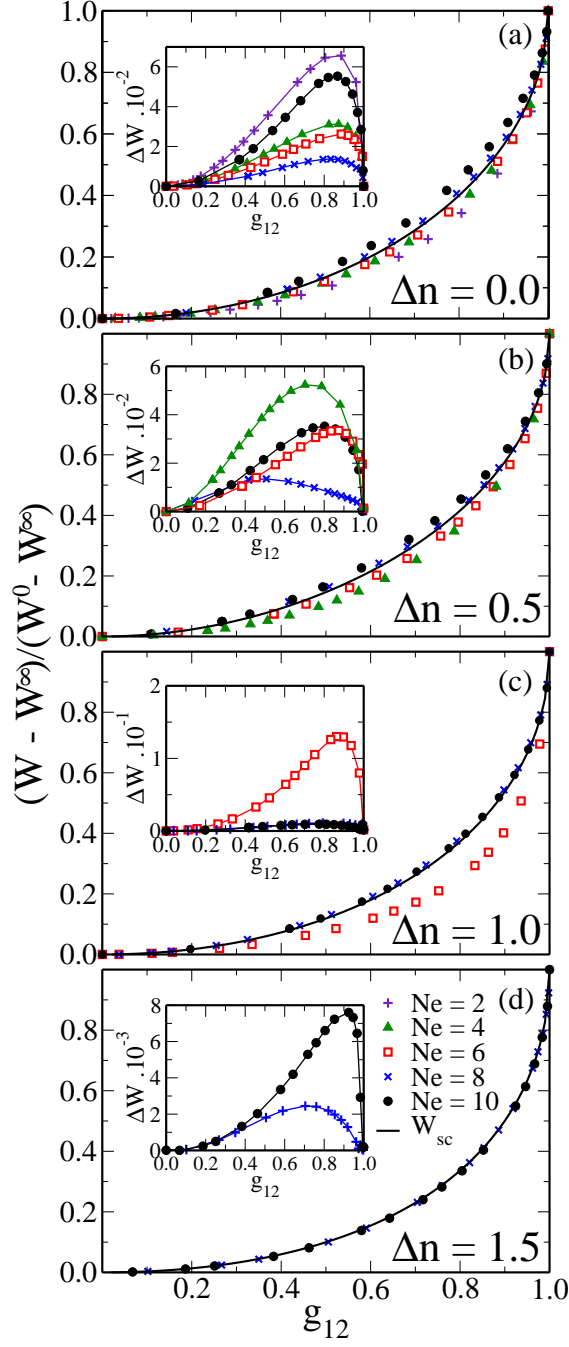 (W - W∞)/(W⁰- W∞)
1.0
0.8
0.6
0.4
0.2
0.0
(a)
Δn = 0.0
ΔW .10⁻²
6
4
2
0
0.0 0.2 0.4 0.6 0.8 1.0
g₁₂
0.8
0.6
0.4
0.2
0.0
(b)
Δn = 0.5
ΔW .10⁻²
6
4
2
0
0.0 0.2 0.4 0.6 0.8 1.0
g₁₂
1.0
0.8
0.6
0.4
0.2
0.0
(c)
Δn = 1.0
ΔW .10⁻¹
2
1
0
0.0 0.2 0.4 0.6 0.8 1.0
g₁₂
0.8
0.6
0.4
0.2
0.0
(d)
Δn = 1.5
ΔW .10⁻³
8
6
4
2
0
0.0 0.2 0.4 0.6 0.8 1.0
g₁₂
Ne = 2
Ne = 4
Ne = 6
Ne = 8
Ne = 10
W_sc
0.2 0.4 0.6 0.8 1.0
g₁₂